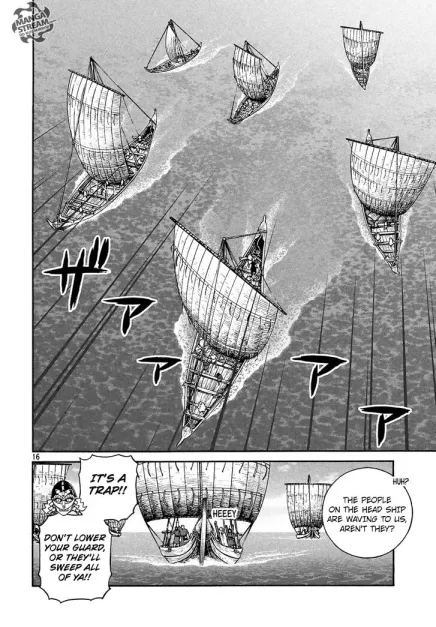 MANGA
STREAM
ザ
ア
ア
ア
ア
16
HUH?
THE PEOPLE
ON THE HEAD SHIP
ARE WAVING TO US,
AREN'T THEY?
HEEEY
IT'S A
TRAP!!
DON'T LOWER
YOUR GUARD,
OR THEY'LL
SWEEP ALL
OF YA!!